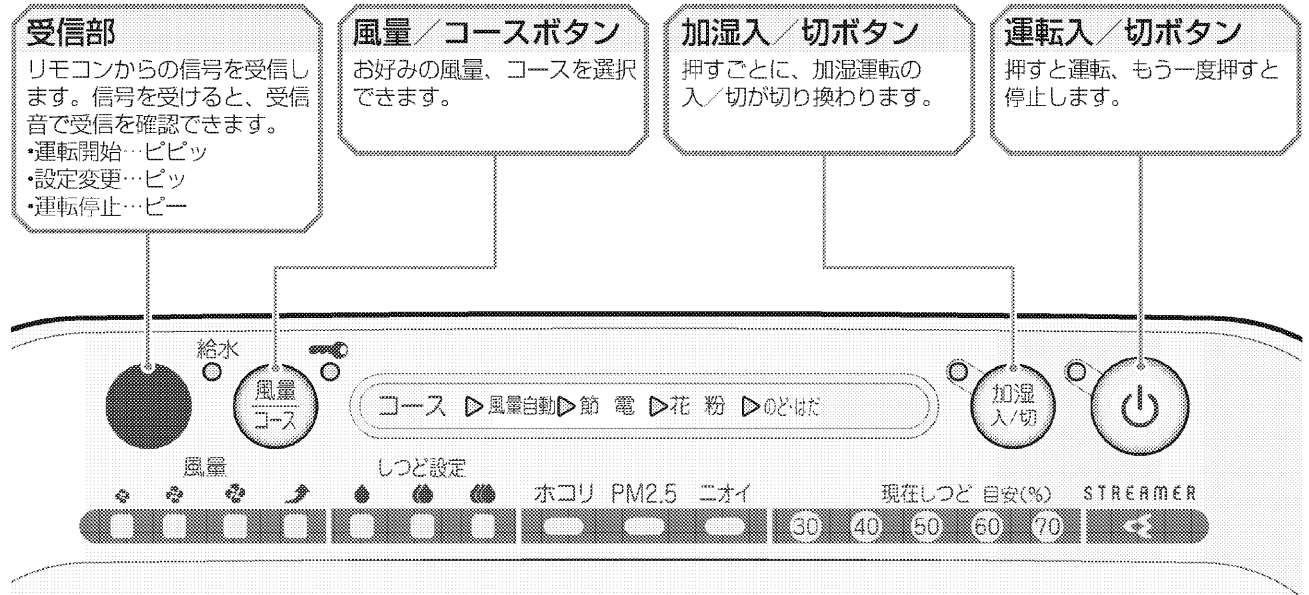 受信部
リモコンからの信号を受信し
ます。信号を受けると、受信
音で受信を確認できます。
•運転開始…ピピッ
•設定変更…ピッ
•運転停止…ピー
風量／コースボタン
お好みの風量、コースを選択
できます。
加湿入／切ボタン
押すごとに、加湿運転の
入／切が切り換わります。
運転入／切ボタン
押すと運転、もう一度押すと
停止します。
給水
風量
コース
コース ▷風量自動▷節 電 ▷花 粉 ▷のど・はだ
加湿
入/切
風量
しつど設定
ホコリ PM2.5 ニオイ
現在しつど 目安(%)
STREAMER
30 40 50 60 70